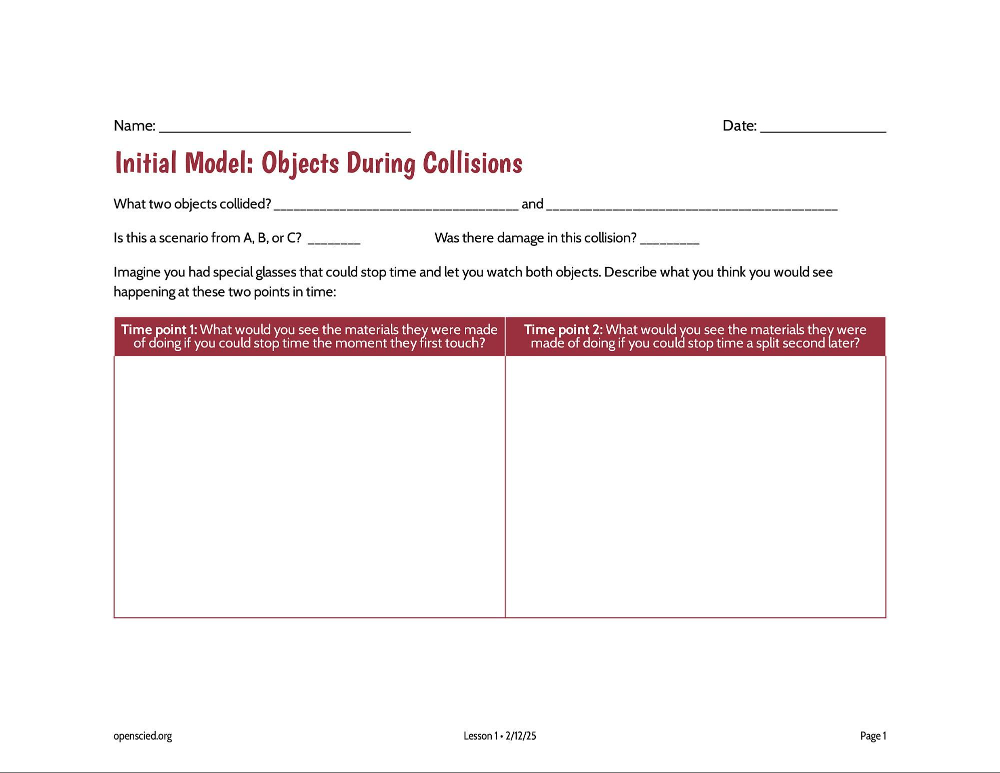 Name: ______________________________ Date: _______________
Initial Model: Objects During Collisions
What two objects collided? _____________________________________ and ____________________________________________
Is this a scenario from A, B, or C? ________ Was there damage in this collision? _________
Imagine you had special glasses that could stop time and let you watch both objects. Describe what you think you would see
happening at these two points in time:
Time point 1: What would you see the materials they were made
of doing if you could stop time the moment they first touch?
Time point 2: What would you see the materials they were
made of doing if you could stop time a split second later?
openscied.org Lesson 1 • 2/12/25 Page 1